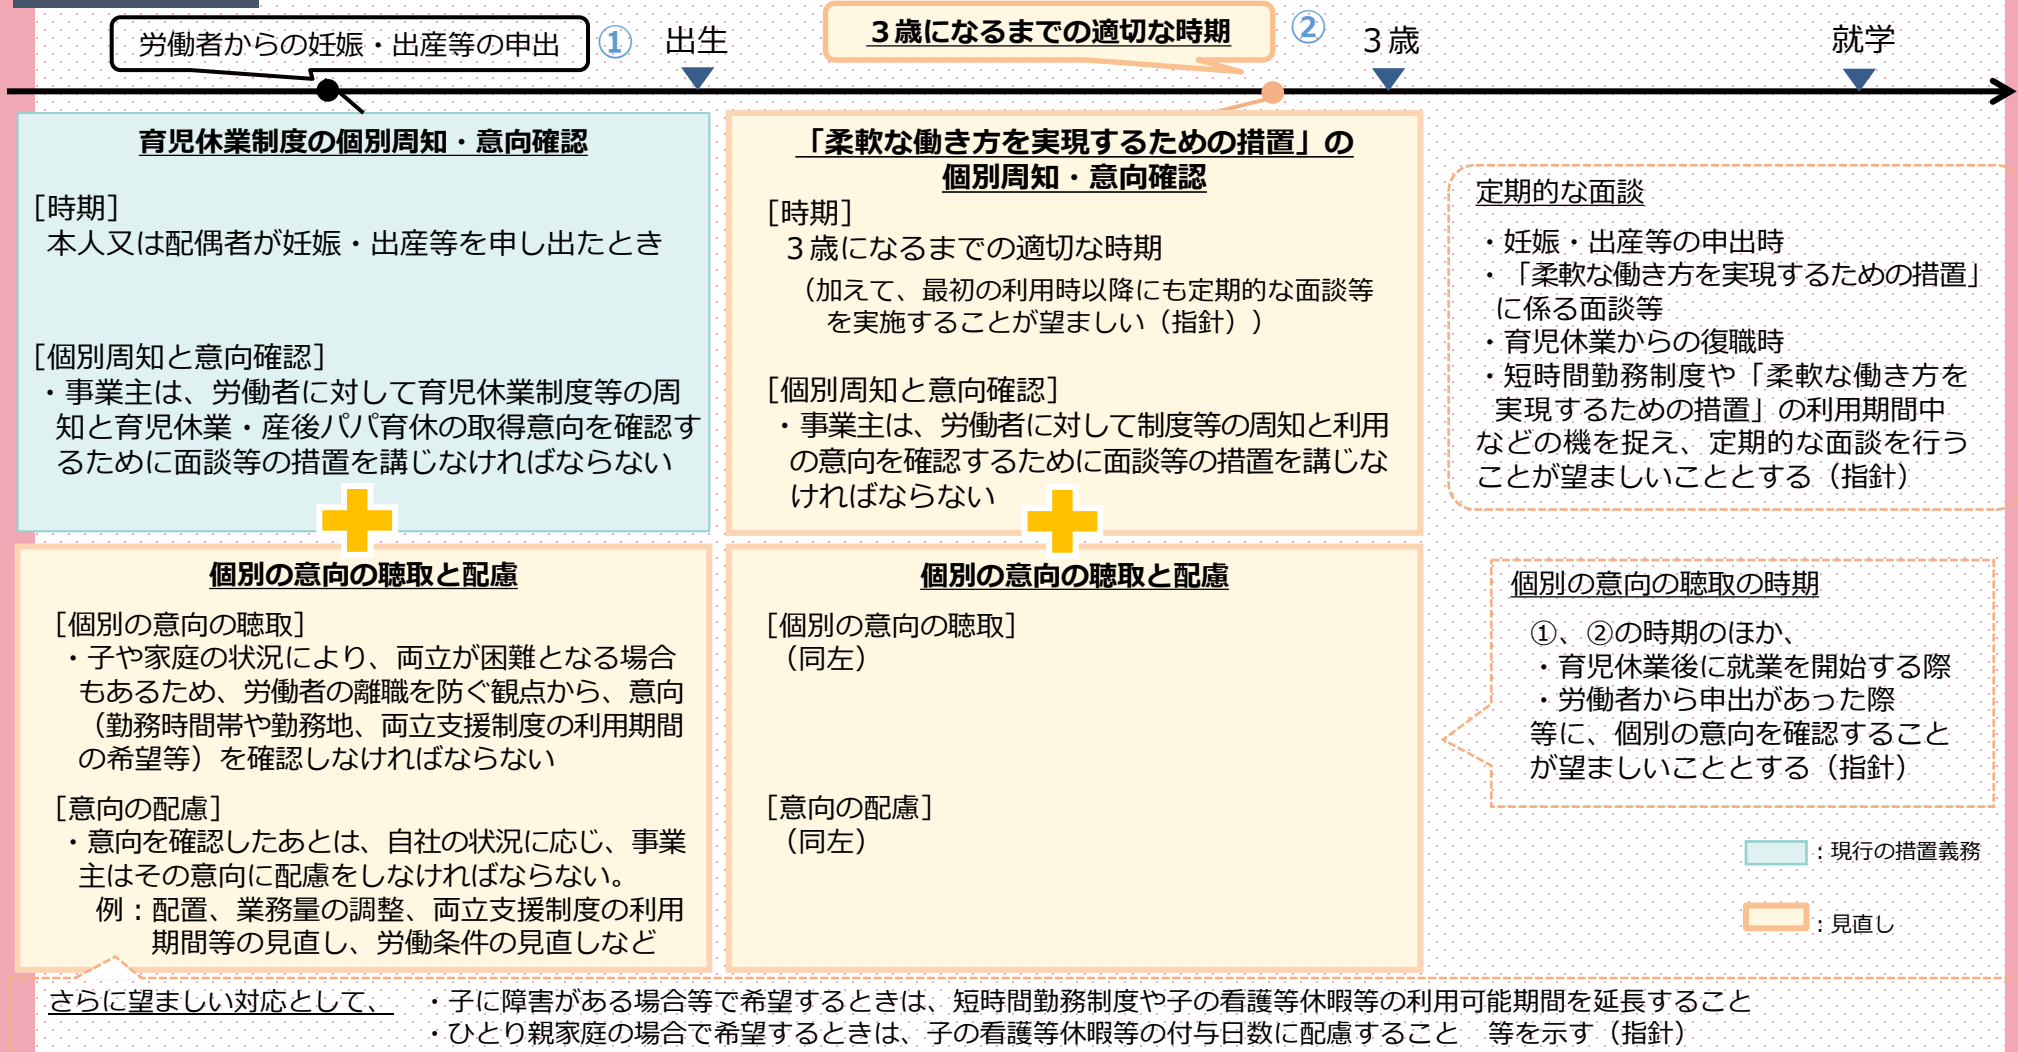 労働者からの妊娠・出産等の申出
①
出生
３歳になるまでの適切な時期
②
３歳
就学
育児休業制度の個別周知・意向確認
［時期］
本人又は配偶者が妊娠・出産等を申し出たとき
［個別周知と意向確認］
・事業主は、労働者に対して育児休業制度等の周
知と育児休業・産後パパ育休の取得意向を確認す
るために面談等の措置を講じなければならない
「柔軟な働き方を実現するための措置」の
個別周知・意向確認
［時期］
３歳になるまでの適切な時期
（加えて、最初の利用時以降にも定期的な面談等
を実施することが望ましい（指針））
［個別周知と意向確認］
・事業主は、労働者に対して制度等の周知と利用
の意向を確認するために面談等の措置を講じな
ければならない
定期的な面談
・妊娠・出産等の申出時
・「柔軟な働き方を実現するための措置」
に係る面談等
・育児休業からの復職時
・短時間勤務制度や「柔軟な働き方を
実現するための措置」の利用期間中
などの機を捉え、定期的な面談を行う
ことが望ましいこととする（指針）
個別の意向の聴取と配慮
［個別の意向の聴取］
・子や家庭の状況により、両立が困難となる場合
もあるため、労働者の離職を防ぐ観点から、意向
（勤務時間帯や勤務地、両立支援制度の利用期間
の希望等）を確認しなければならない
［意向の配慮］
・意向を確認したあとは、自社の状況に応じ、事業
主はその意向に配慮をしなければならない。
例：配置、業務量の調整、両立支援制度の利用
期間等の見直し、労働条件の見直しなど
個別の意向の聴取と配慮
［個別の意向の聴取］
（同左）
［意向の配慮］
（同左）
個別の意向の聴取の時期
①、②の時期のほか、
・育児休業後に就業を開始する際
・労働者から申出があった際
等に、個別の意向を確認すること
が望ましいこととする（指針）
：現行の措置義務
：見直し
さらに望ましい対応として、　・子に障害がある場合等で希望するときは、短時間勤務制度や子の看護等休暇等の利用可能期間を延長すること
・ひとり親家庭の場合で希望するときは、子の看護等休暇等の付与日数に配慮すること　等を示す（指針）